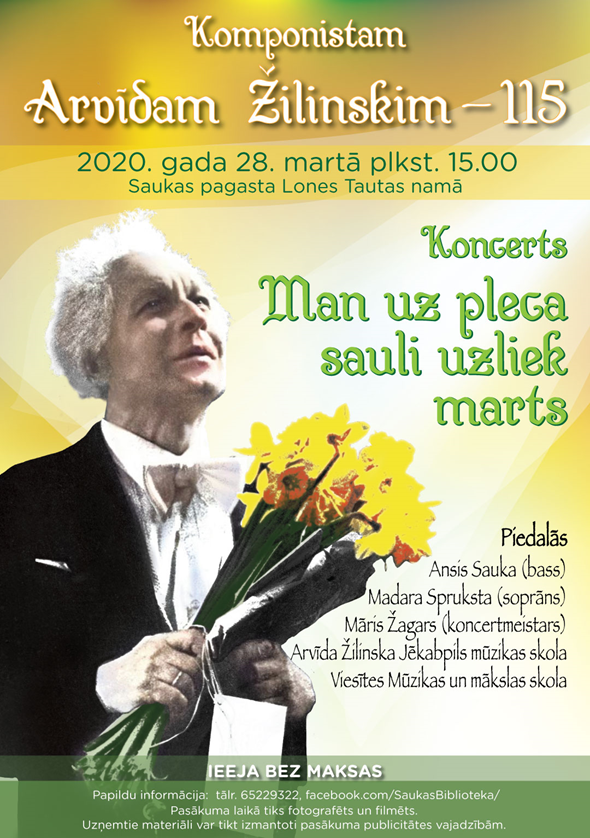 Komponistam
Arvīdam Žilinskim – 115
2020. gada 28. martā plkst. 15.00
Saukas pagasta Lones Tautas namā
Koncerts
Man uz pleca
sauli uzliek
marts
Piedalās
Ansis Sauka (bass)
Madara Spruksta (soprāns)
Māris Žagars (koncertmeistars)
Arvīda Žilinska Jēkabpils mūzikas skola
Viesītes Mūzikas un mākslas skola
IEEJA BEZ MAKSAS
Papildu informācija: tālr. 65229322, facebook.com/SaukasBiblioteka/
Pasākuma laikā tiks fotografēts un filmēts.
Uzņemtie materiāli var tikt izmantoti pasākuma publicitātes vajadzībām.